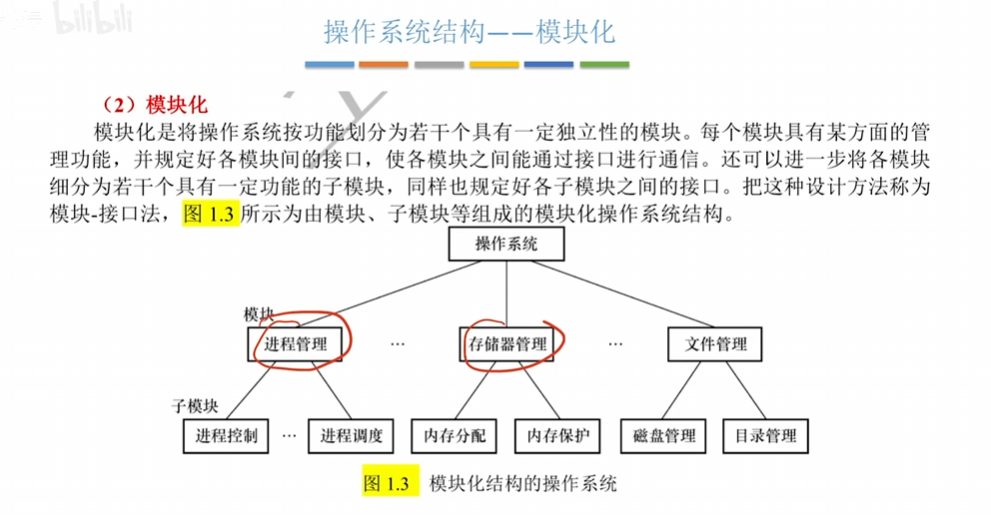 bilibili
操作系统结构——模块化
（2）模块化
模块化是将操作系统按功能划分为若干个具有一定独立性的模块。每个模块具有某方面的管
理功能，并规定好各模块间的接口，使各模块之间能通过接口进行通信。还可以进一步将各模块
细分为若干个具有一定功能的子模块，同样也规定好各子模块之间的接口。把这种设计方法称为
模块-接口法，图 1.3 所示为由模块、子模块等组成的模块化操作系统结构。
操作系统
模块
进程管理 … 存储器管理 … 文件管理
子模块
进程控制 … 进程调度 内存分配 内存保护 磁盘管理 目录管理
图 1.3 模块化结构的操作系统